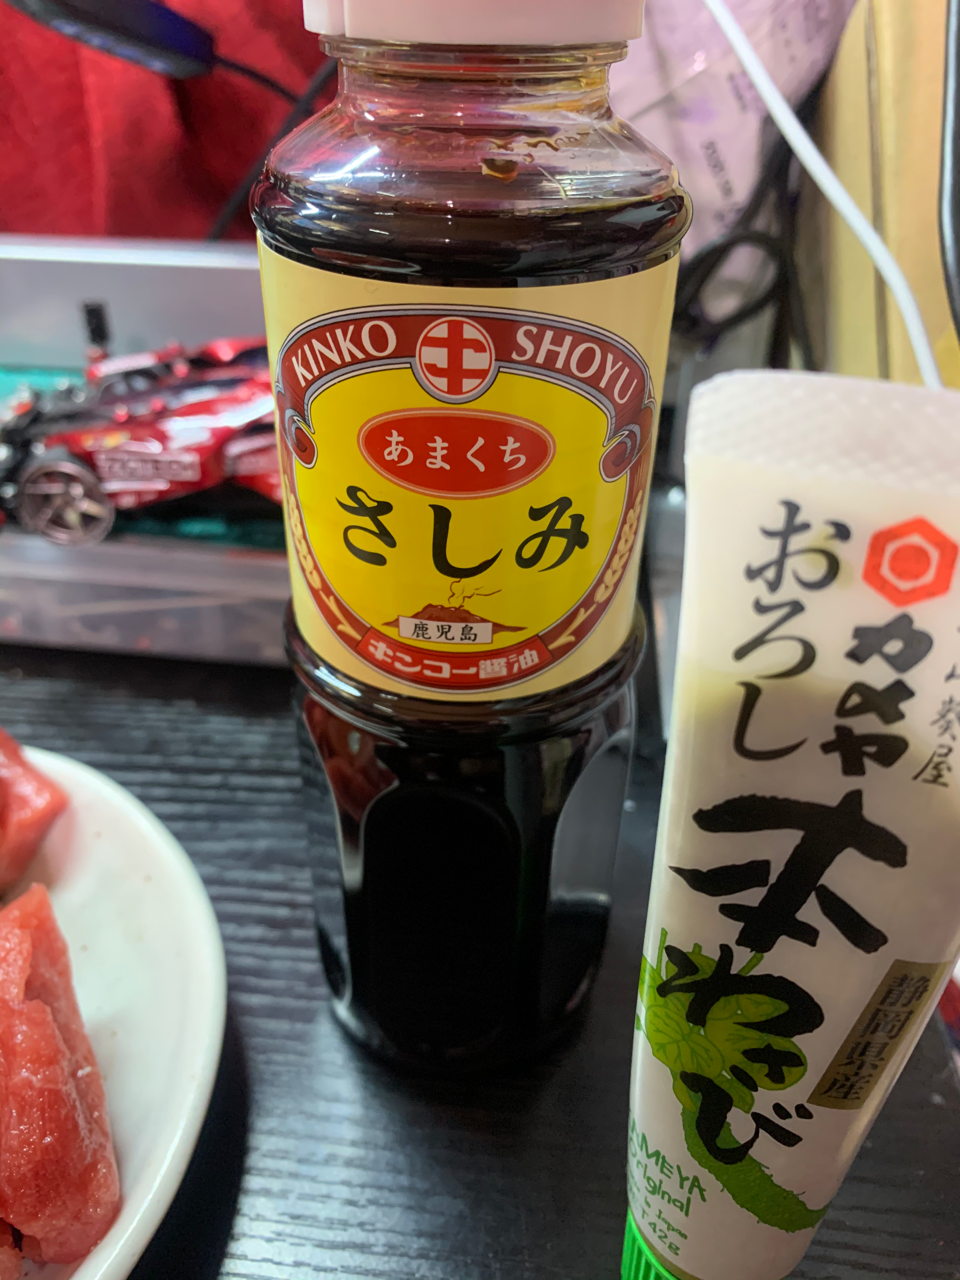 KINKO SHOYU
あまくち
さしみ
鹿児島
キンコー醤油
カメヤ
おろし
本わさび
静岡県産
KAMEYA
Original